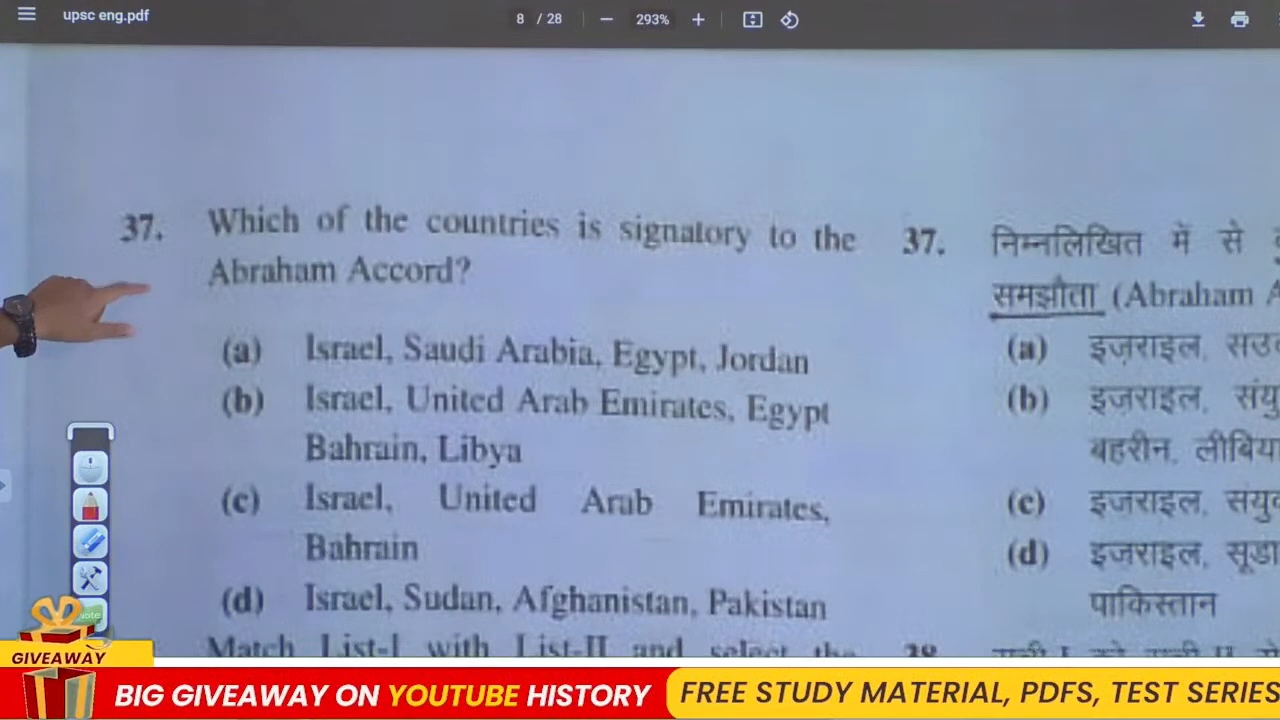 upsc eng.pdf
8 / 28
293%
37.
Which of the countries is signatory to the
Abraham Accord?
(a) Israel, Saudi Arabia, Egypt, Jordan
(b) Israel, United Arab Emirates, Egypt
Bahrain, Libya
(c) Israel, United Arab Emirates,
Bahrain
(d) Israel, Sudan, Afghanistan, Pakistan
Match List-I with List-II and select the
37.
निम्नलिखित में से
समझौता (Abraham A
(a) इज़राइल, सउ
(b) इज़राइल, संयु
बहरीन, लीबिया
(c) इज़राइल, संयु
(d) इज़राइल, सूडा
पाकिस्तान
38
GIVEAWAY
BIG GIVEAWAY ON YOUTUBE HISTORY
FREE STUDY MATERIAL, PDFS, TEST SERIES